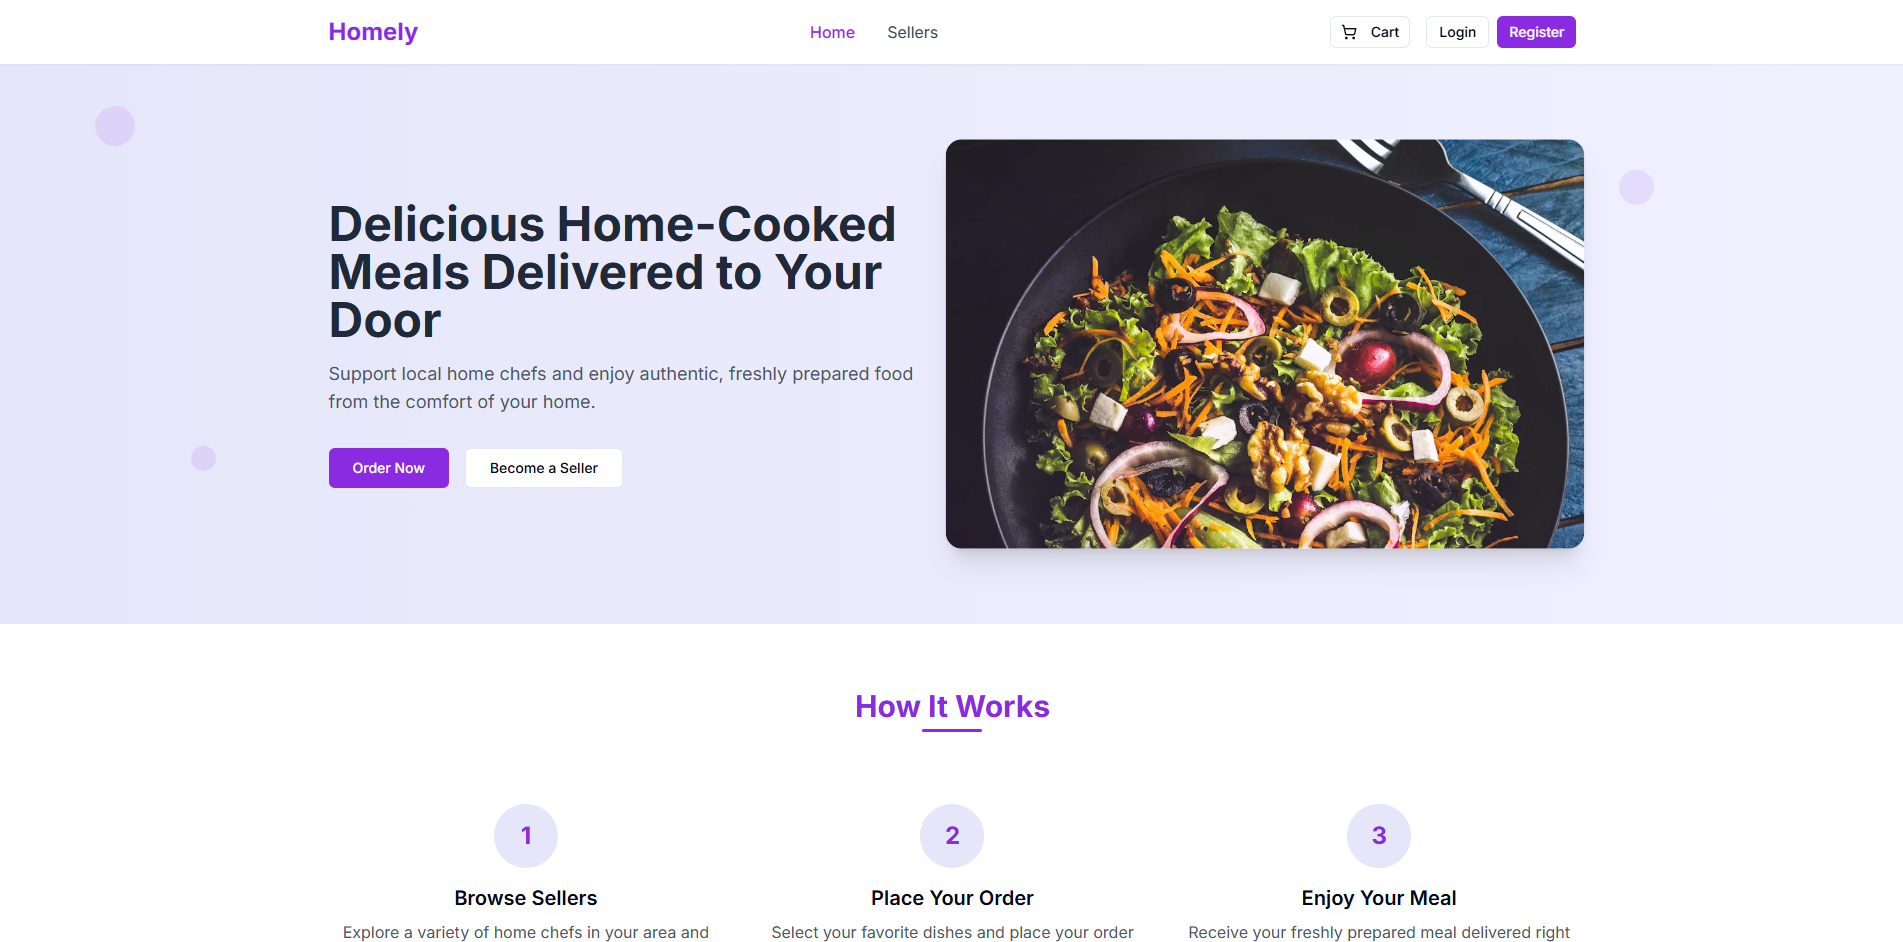 Homely
Home
Sellers
Cart
Login
Register
Delicious Home-Cooked
Meals Delivered to Your
Door
Support local home chefs and enjoy authentic, freshly prepared food
from the comfort of your home.
Order Now
Become a Seller
How It Works
1
Browse Sellers
Explore a variety of home chefs in your area and
2
Place Your Order
Select your favorite dishes and place your order
3
Enjoy Your Meal
Receive your freshly prepared meal delivered right